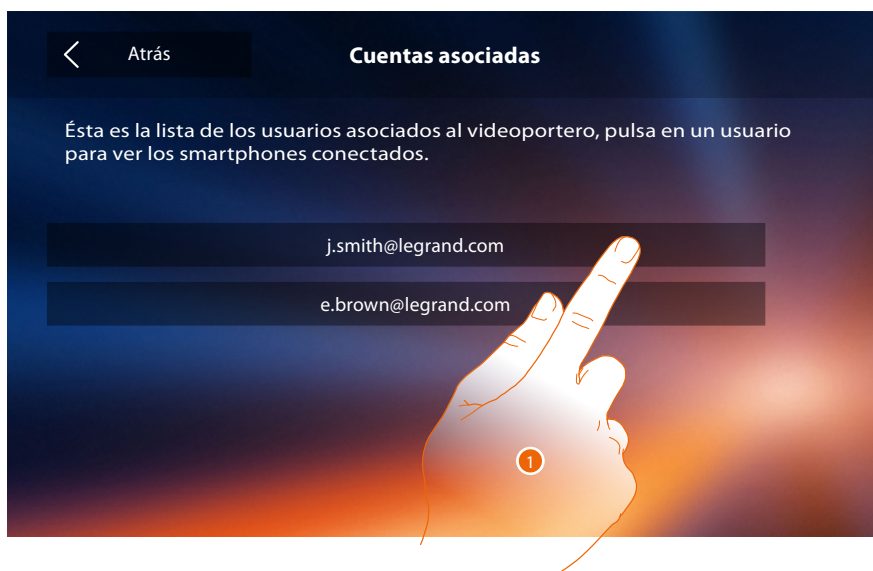 Atrás
Cuentas asociadas
Ésta es la lista de los usuarios asociados al videoportero, pulsa en un usuario
para ver los smartphones conectados.
j.smith@legrand.com
e.brown@legrand.com
1